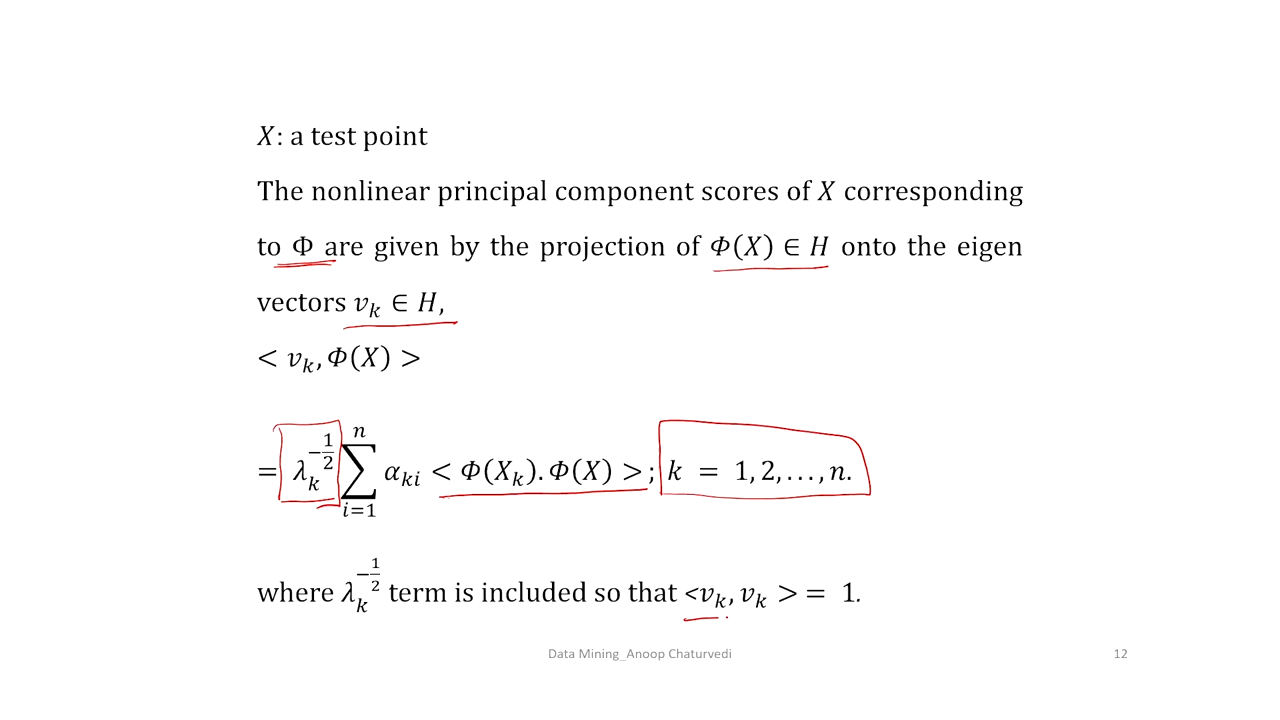 X: a test point
The nonlinear principal component scores of X corresponding
to Φ are given by the projection of Φ(X) ∈ H onto the eigen
vectors v_k ∈ H,
< v_k, Φ(X) >
= λ_k^{-1/2} ∑_{i=1}^{n} α_{ki} < Φ(X_k). Φ(X) >; k = 1,2,...,n.
where λ_k^{-1/2} term is included so that <v_k, v_k > = 1.
Data Mining_Anoop Chaturvedi 12